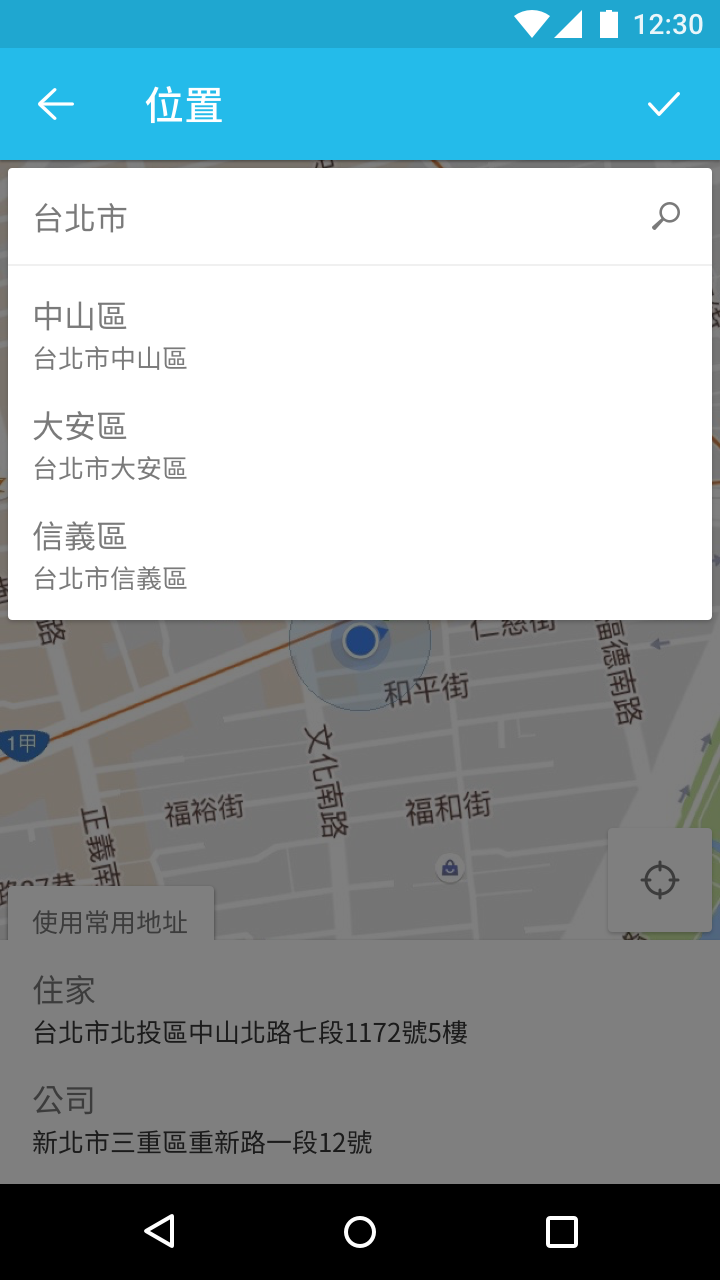 12:30
位置
台北市
中山區
台北市中山區
大安區
台北市大安區
信義區
台北市信義區
路
仁慈街
福德南路
和平街
1甲
文化南路
福裕街
福和街
正義南
使用常用地址
住家
台北市北投區中山北路七段1172號5樓
公司
新北市三重區重新路一段12號